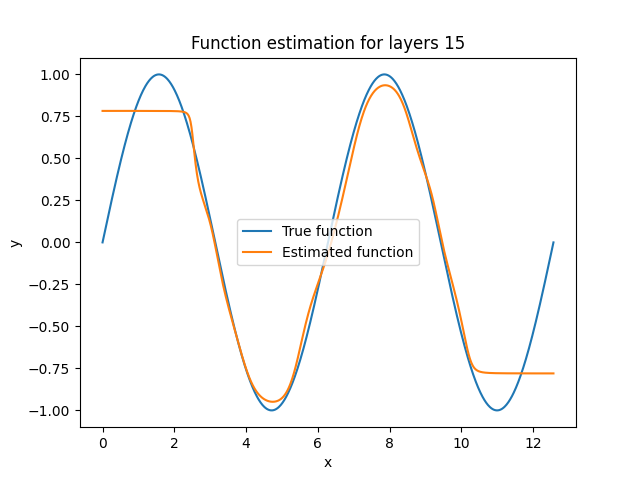 Function estimation for layers 15
1.00
0.75
0.50
0.25
0.00
−0.25
−0.50
−0.75
−1.00
y
True function
Estimated function
0 2 4 6 8 10 12
x